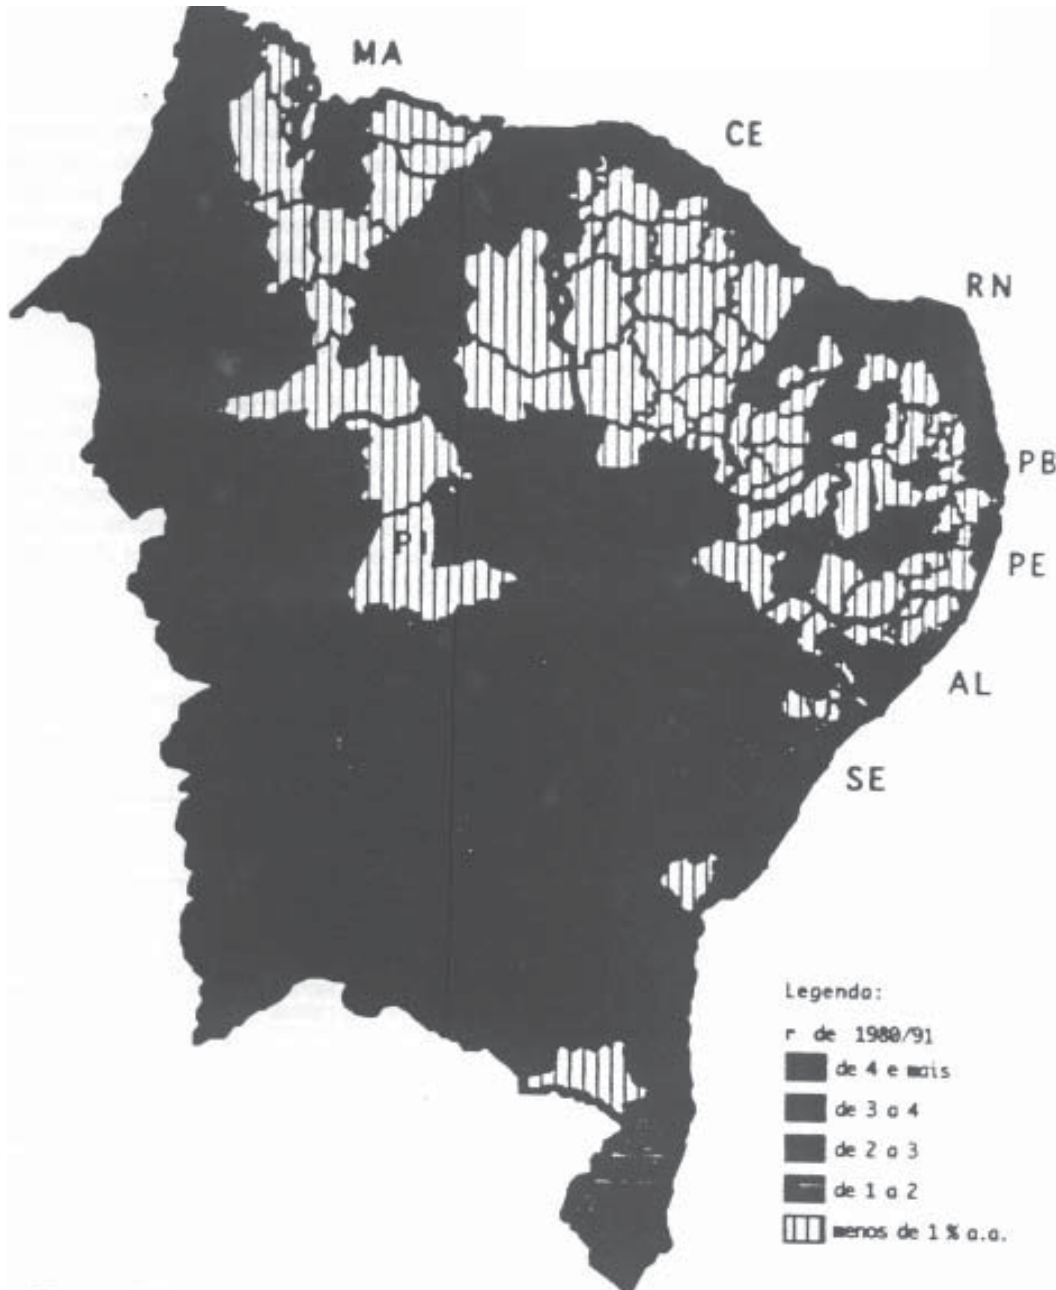 MA
CE
RN
PB
PI
PE
AL
SE
Legenda:
r de 1980/91
de 4 e mais
de 3 a 4
de 2 a 3
de 1 a 2
menos de 1 % a.a.